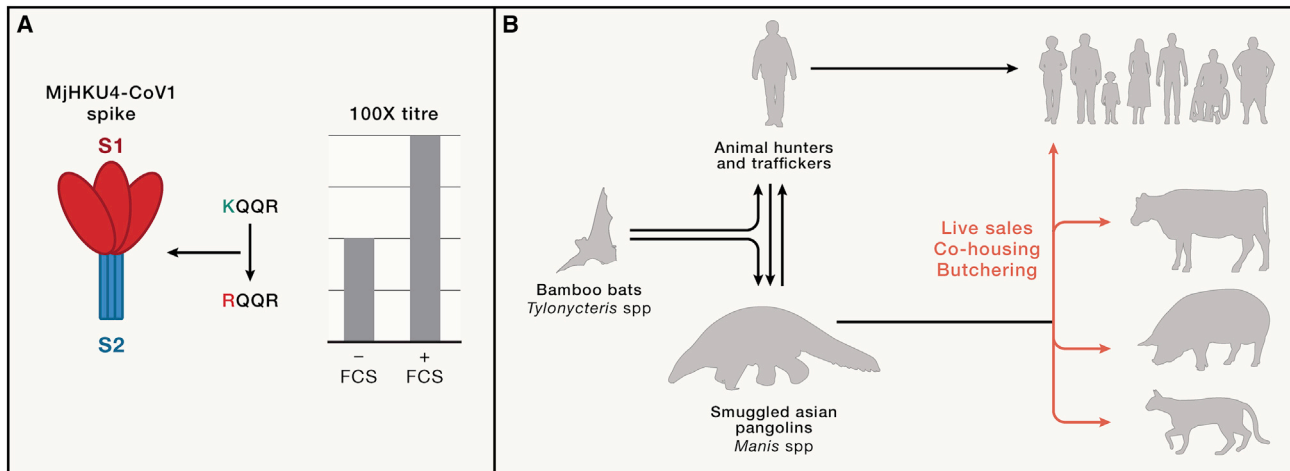 A
MjHKU4-CoV1
spike
S1
S2
KQQR
RQQR
100X titre
–
FCS
+
FCS
B
Animal hunters
and traffickers
Bamboo bats
Tylonycteris spp
Smuggled asian
pangolins
Manis spp
Live sales
Co-housing
Butchering